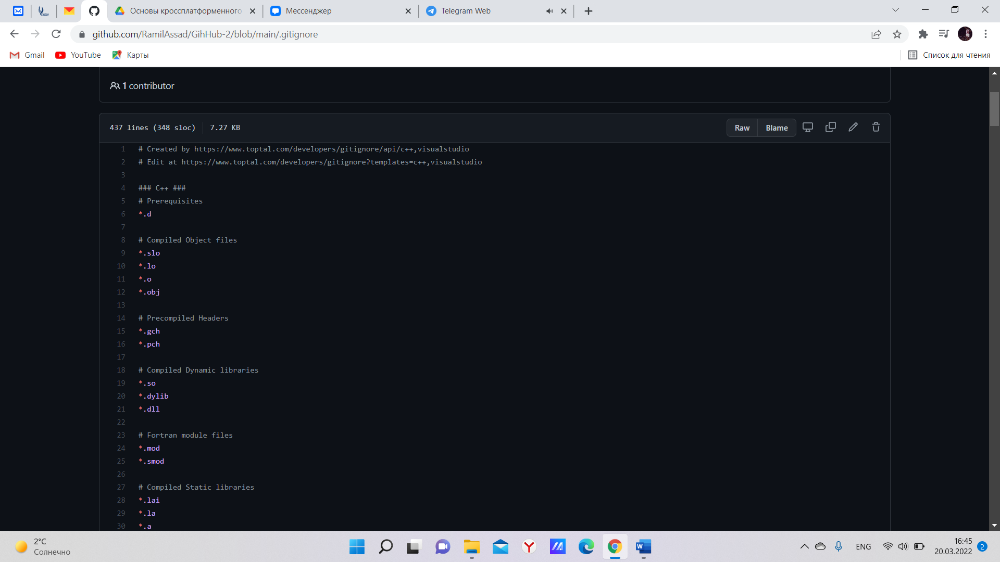 Основы кроссплатформенного
Мессенджер
Telegram Web
github.com/RamilAssad/GihHub-2/blob/main/.gitignore
Gmail
YouTube
Карты
Список для чтения
1 contributor
437 lines (348 sloc)
7.27 KB
Raw
Blame
1 # Created by https://www.toptal.com/developers/gitignore/api/c++,visualstudio
2 # Edit at https://www.toptal.com/developers/gitignore?templates=c++,visualstudio
3
4 ### C++ ###
5 # Prerequisites
6 *.d
7
8 # Compiled Object files
9 *.slo
10 *.lo
11 *.o
12 *.obj
13
14 # Precompiled Headers
15 *.gch
16 *.pch
17
18 # Compiled Dynamic libraries
19 *.so
20 *.dylib
21 *.dll
22
23 # Fortran module files
24 *.mod
25 *.smod
26
27 # Compiled Static libraries
28 *.lai
29 *.la
30 *.a
2°C
Солнечно
ENG
16:45
20.03.2022
2